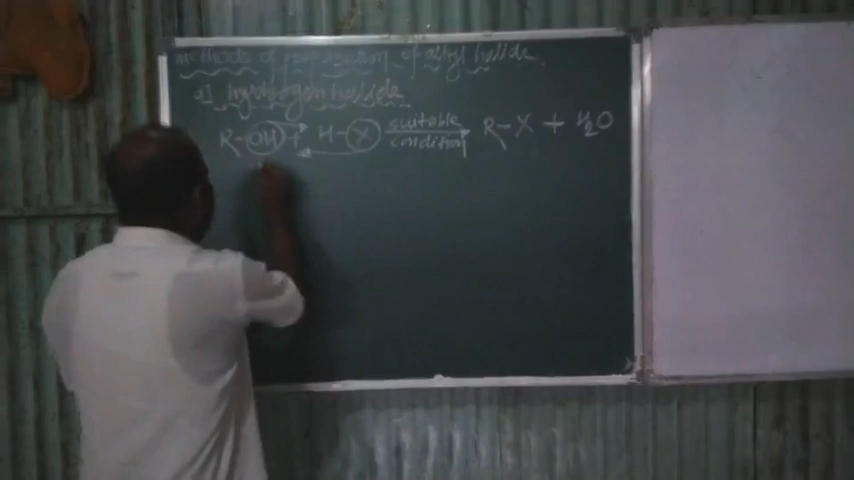 methods of preparation of alkyl halide.
a) hydrogen halide
R-OH + H-X suitable condition R-X + H2O